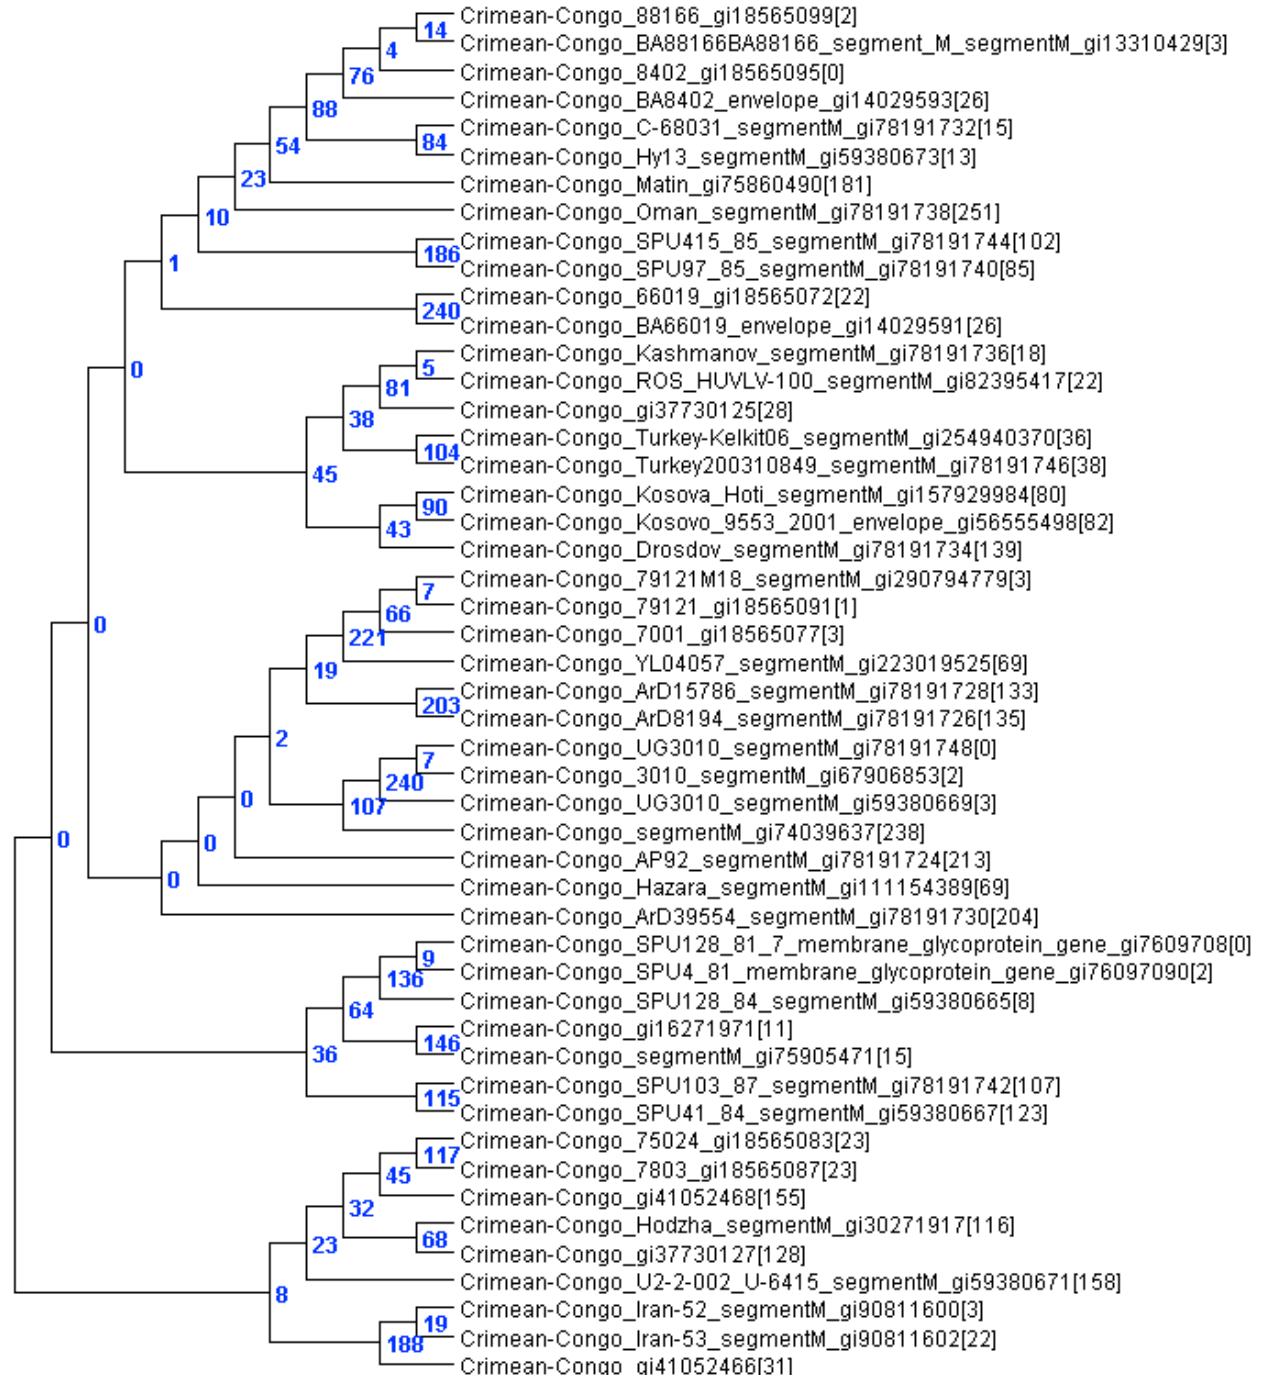 Crimean-Congo_88166_gi18565099[2]
14
Crimean-Congo_BA88166BA88166_segment_M_segmentM_gi13310429[3]
4
Crimean-Congo_8402_gi18565095[0]
76
Crimean-Congo_BA8402_envelope_gi14029593[26]
88
Crimean-Congo_C-68031_segmentM_gi78191732[15]
84
54
Crimean-Congo_Hy13_segmentM_gi59380673[13]
23
Crimean-Congo_Matin_gi75860490[181]
10
Crimean-Congo_Oman_segmentM_gi78191738[251]
Crimean-Congo_SPU415_85_segmentM_gi78191744[102]
186
1
Crimean-Congo_SPU97_85_segmentM_gi78191740[85]
Crimean-Congo_66019_gi18565072[22]
240
Crimean-Congo_BA66019_envelope_gi14029591[26]
Crimean-Congo_Kashmanov_segmentM_gi78191736[18]
5
0
Crimean-Congo_ROS_HUVLV-100_segmentM_gi82395417[22]
81
Crimean-Congo_gi37730125[28]
38
Crimean-Congo_Turkey-Kelkit06_segmentM_gi254940370[36]
104
Crimean-Congo_Turkey200310849_segmentM_gi78191746[38]
45
Crimean-Congo_Kosova_Hoti_segmentM_gi157929984[80]
90
Crimean-Congo_Kosovo_9553_2001_envelope_gi56555498[82]
43
Crimean-Congo_Drosdov_segmentM_gi78191734[139]
Crimean-Congo_79121M18_segmentM_gi290794779[3]
7
Crimean-Congo_79121_gi18565091[1]
66
0
Crimean-Congo_7001_gi18565077[3]
221
Crimean-Congo_YL04057_segmentM_gi223019525[69]
19
Crimean-Congo_ArD15786_segmentM_gi78191728[133]
203
Crimean-Congo_ArD8194_segmentM_gi78191726[135]
2
Crimean-Congo_UG3010_segmentM_gi78191748[0]
7
Crimean-Congo_3010_segmentM_gi67906853[2]
240
0
Crimean-Congo_UG3010_segmentM_gi59380669[3]
107
Crimean-Congo_segmentM_gi74039637[238]
0
0
Crimean-Congo_AP92_segmentM_gi78191724[213]
0
Crimean-Congo_Hazara_segmentM_gi111154389[69]
Crimean-Congo_ArD39554_segmentM_gi78191730[204]
Crimean-Congo_SPU128_81_7_membrane_glycoprotein_gene_gi7609708[0]
9
Crimean-Congo_SPU4_81_membrane_glycoprotein_gene_gi76097090[2]
136
Crimean-Congo_SPU128_84_segmentM_gi59380665[8]
64
Crimean-Congo_gi16271971[11]
146
Crimean-Congo_segmentM_gi75905471[15]
36
Crimean-Congo_SPU103_87_segmentM_gi78191742[107]
115
Crimean-Congo_SPU41_84_segmentM_gi59380667[123]
Crimean-Congo_75024_gi18565083[23]
117
Crimean-Congo_7803_gi18565087[23]
45
Crimean-Congo_gi41052468[155]
32
Crimean-Congo_Hodzha_segmentM_gi30271917[116]
68
23
Crimean-Congo_gi37730127[128]
Crimean-Congo_U2-2-002_U-6415_segmentM_gi59380671[158]
8
Crimean-Congo_Iran-52_segmentM_gi90811600[3]
19
Crimean-Congo_Iran-53_segmentM_gi90811602[22]
188
Crimean-Congo_gi41052466[31]